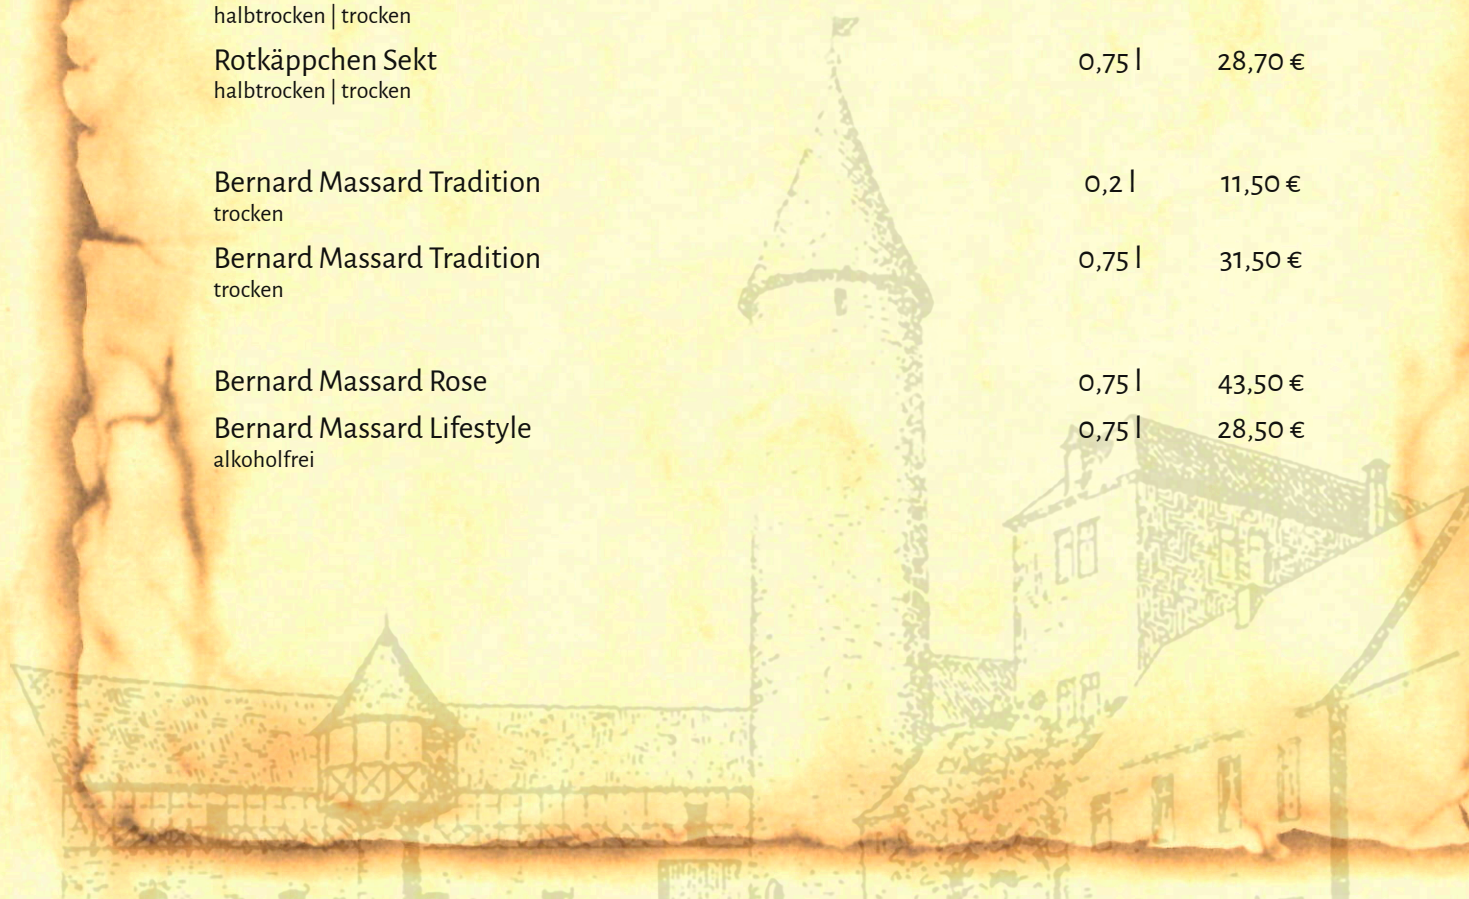 halbtrocken | trocken
Rotkäppchen Sekt 0,75 l 28,70 €
halbtrocken | trocken
Bernard Massard Tradition 0,2 l 11,50 €
trocken
Bernard Massard Tradition 0,75 l 31,50 €
trocken
Bernard Massard Rose 0,75 l 43,50 €
Bernard Massard Lifestyle 0,75 l 28,50 €
alkoholfrei